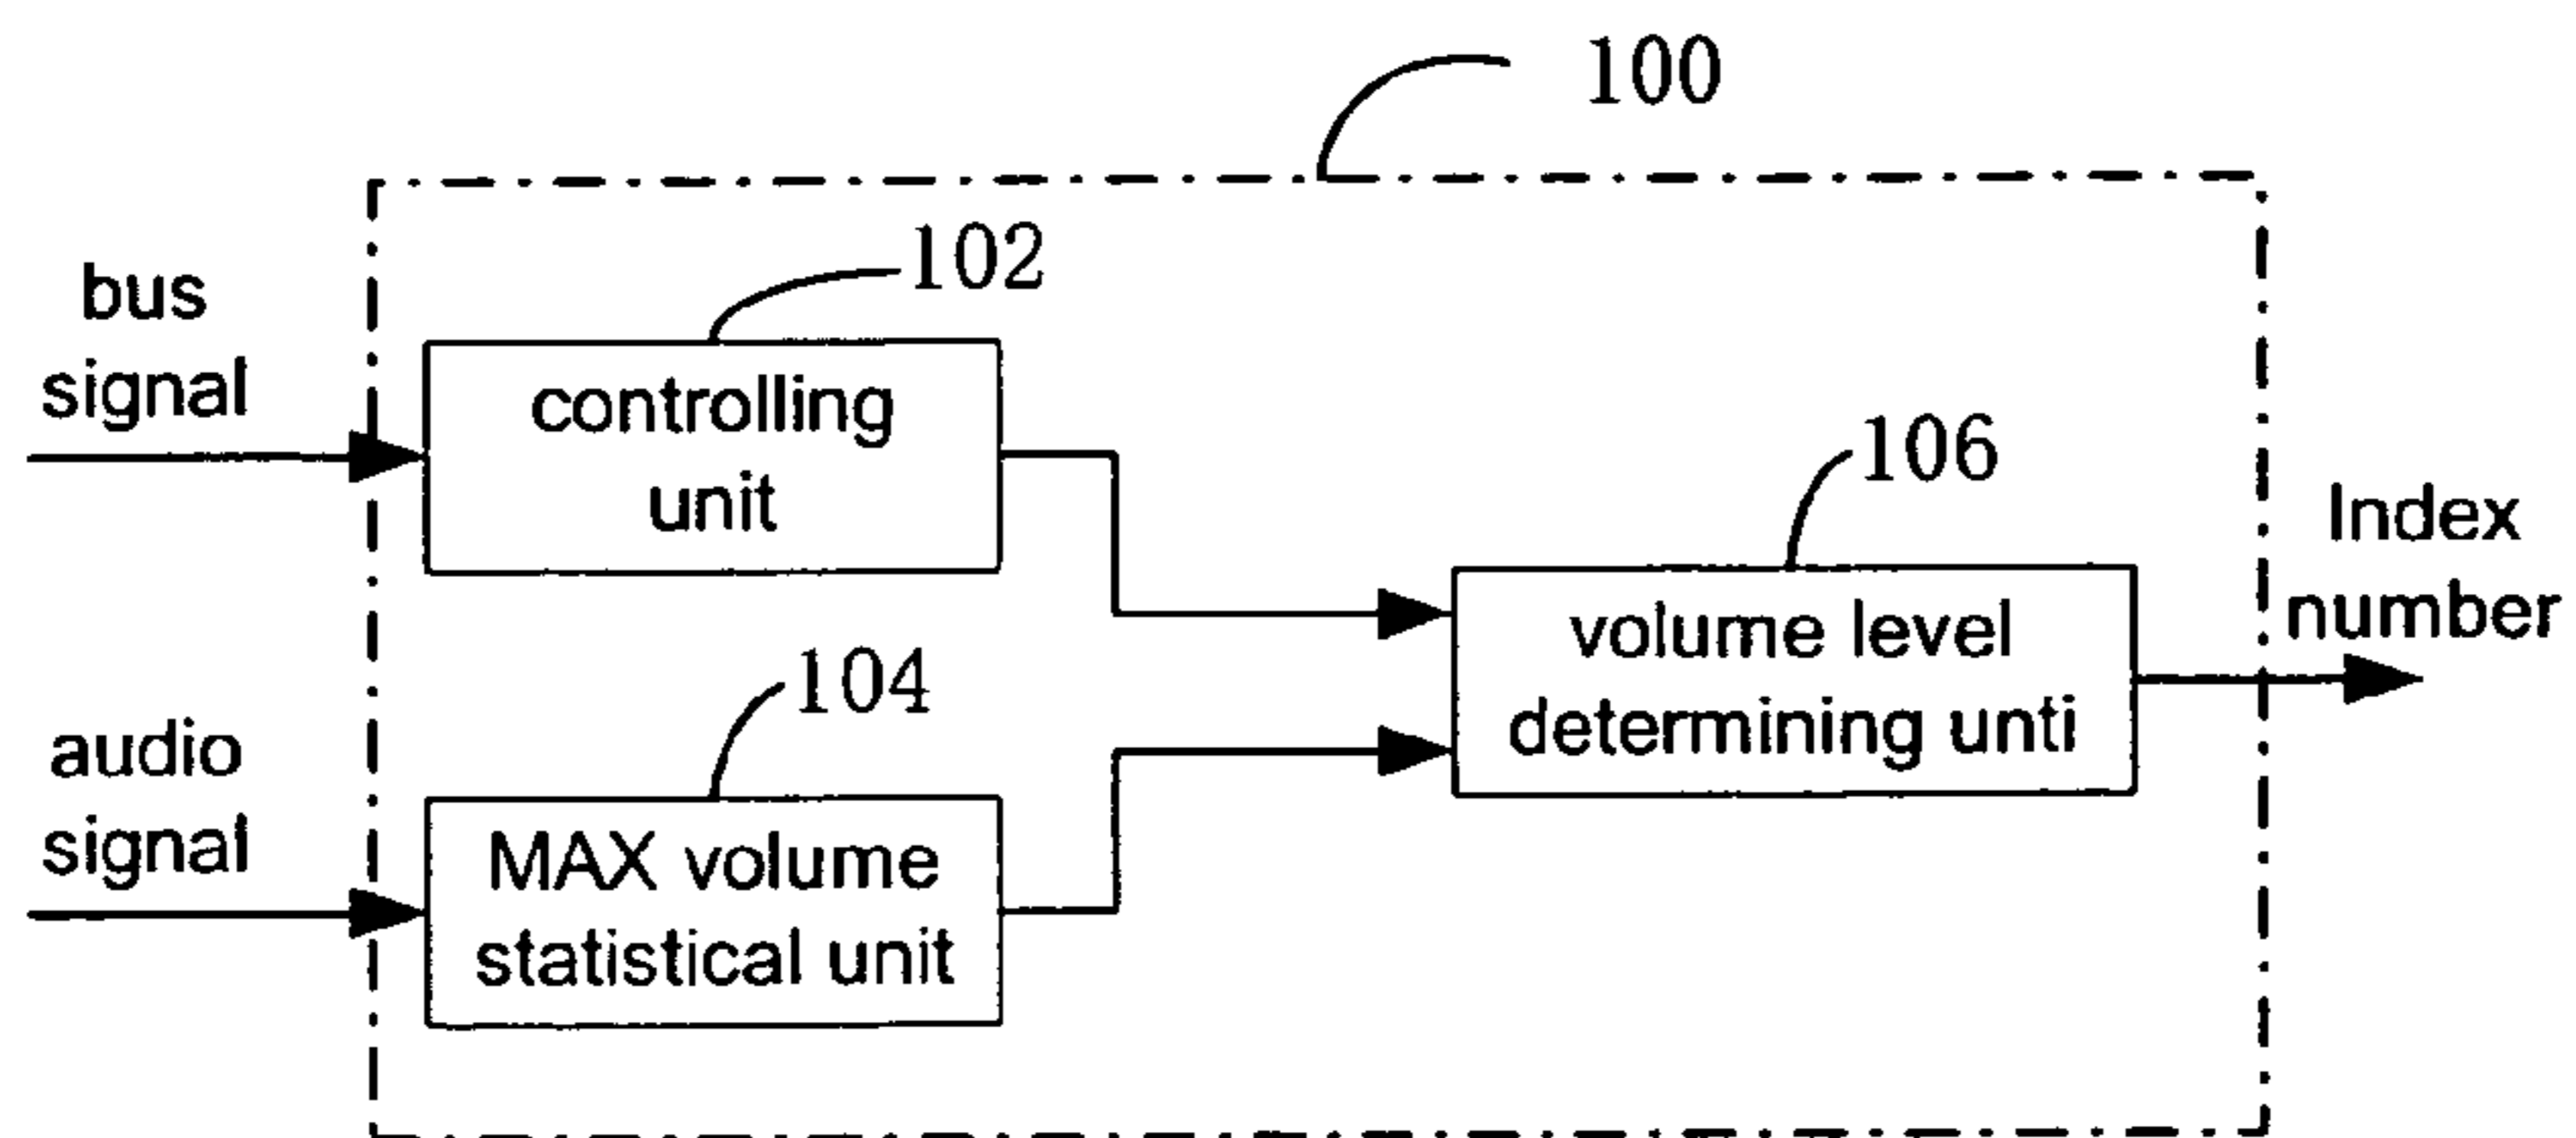 100
102
bus
signal
controlling
unit
106
Index
number
volume level
determining unti
104
audio
signal
MAX volume
statistical unit